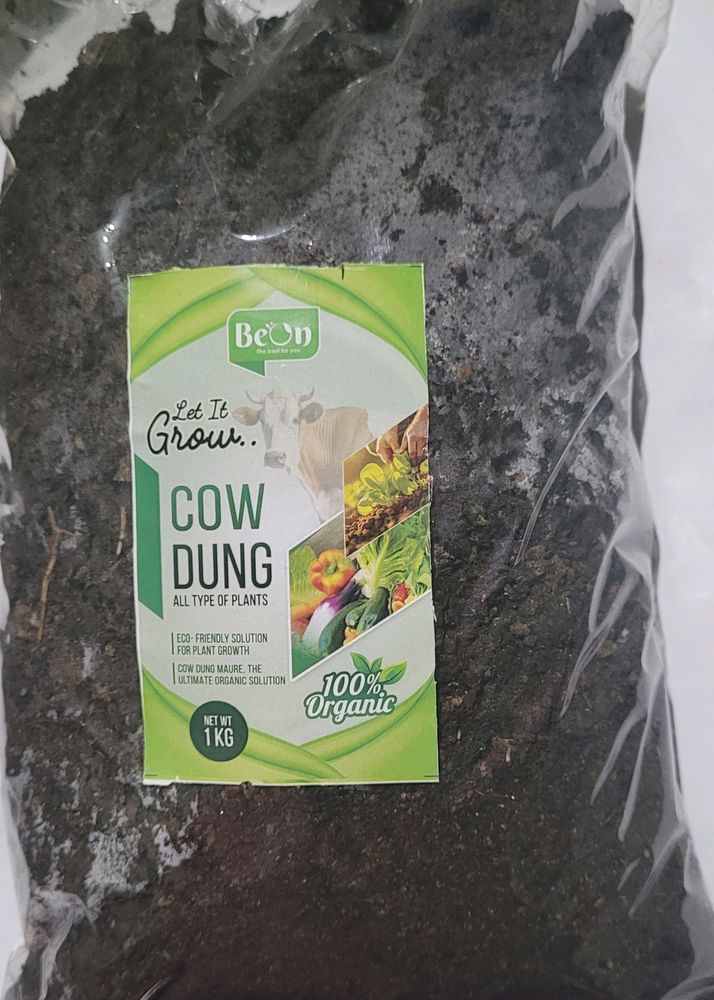 BeOn
the best for you
Let It
Grow..
COW
DUNG
ALL TYPE OF PLANTS
ECO- FRIENDLY SOLUTION
FOR PLANT GROWTH
COW DUNG MAURE, THE
ULTIMATE ORGANIC SOLUTION
100%
Organic
NET WT
1 KG